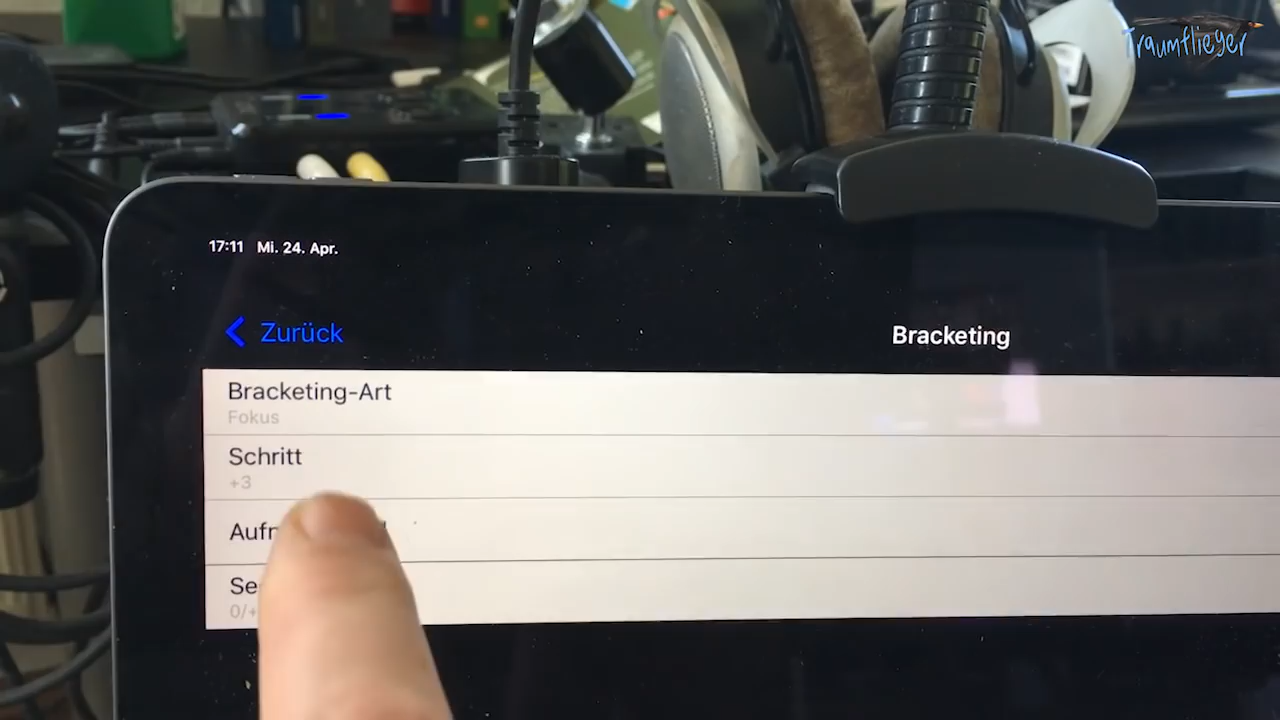 Traumflieger
17:11 Mi. 24. Apr.
Zurück
Bracketing
Bracketing-Art
Fokus
Schritt
+3